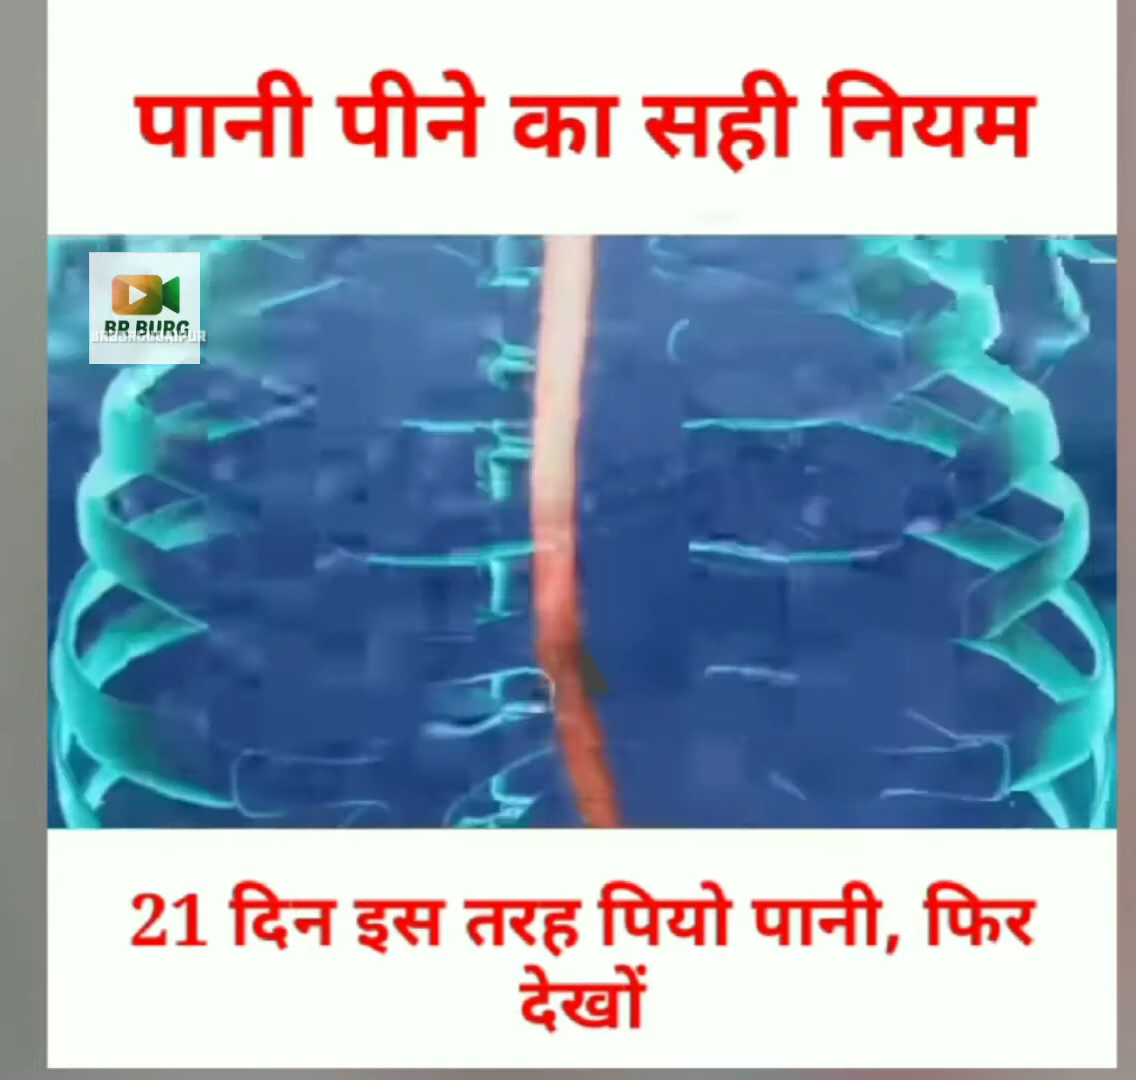 पानी पीने का सही नियम
BR BURG
21 दिन इस तरह पियो पानी, फिर
देखों